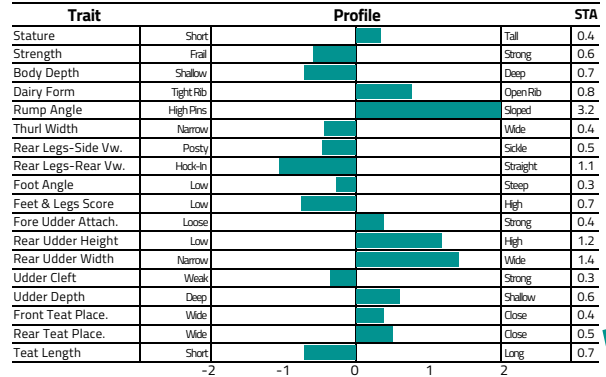 Trait Profile STA
Stature Short Tall 0.4
Strength Frail Strong 0.6
Body Depth Shallow Deep 0.7
Dairy Form Tight Rib Open Rib 0.8
Rump Angle High Pins Sloped 3.2
Thurl Width Narrow Wide 0.4
Rear Legs-Side Vw. Posty Sickle 0.5
Rear Legs-Rear Vw. Hock-In Straight 1.1
Foot Angle Low Steep 0.3
Feet & Legs Score Low High 0.7
Fore Udder Attach. Loose Strong 0.4
Rear Udder Height Low High 1.2
Rear Udder Width Narrow Wide 1.4
Udder Cleft Weak Strong 0.3
Udder Depth Deep Shallow 0.6
Front Teat Place. Wide Close 0.4
Rear Teat Place. Wide Close 0.5
Teat Length Short Long 0.7
-2 -1 0 1 2